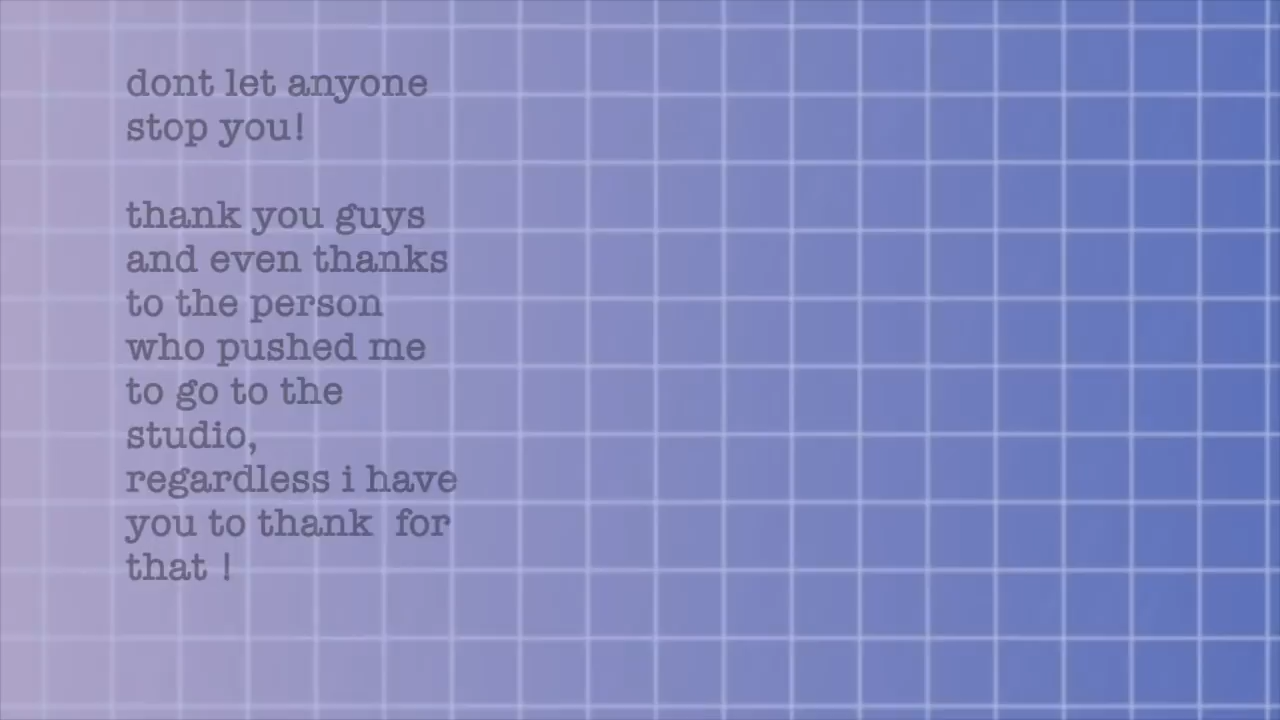 dont let anyone
stop you!
thank you guys
and even thanks
to the person
who pushed me
to go to the
studio,
regardless i have
you to thank  for
that !